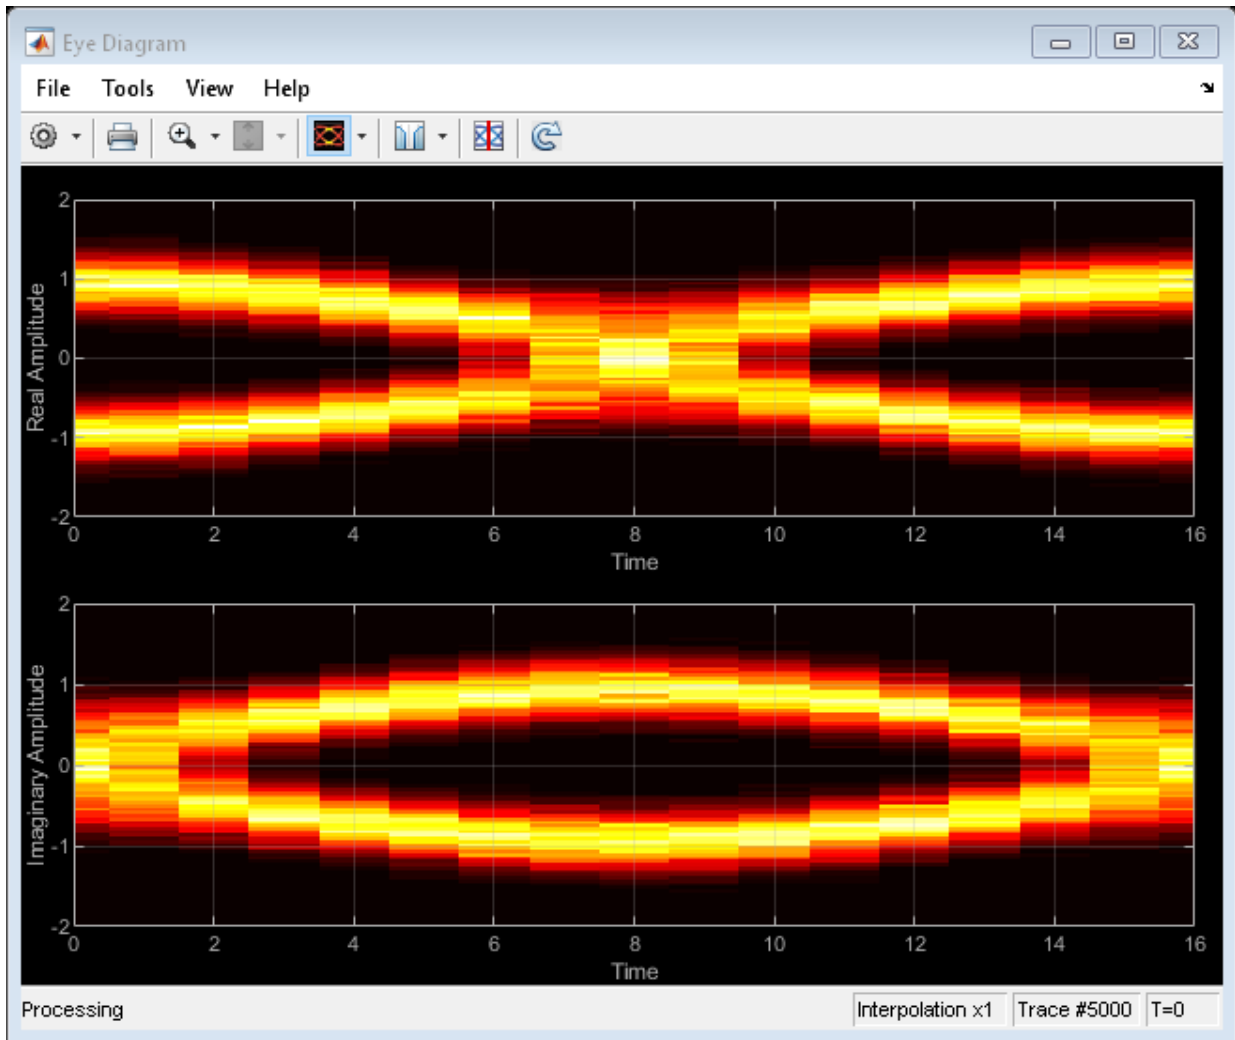 Eye Diagram
File Tools View Help
2
1
0
-1
-2
Real Amplitude
0 2 4 6 8 10 12 14 16
Time
2
1
0
-1
-2
Imaginary Amplitude
0 2 4 6 8 10 12 14 16
Time
Processing Interpolation x1 Trace #5000 T=0